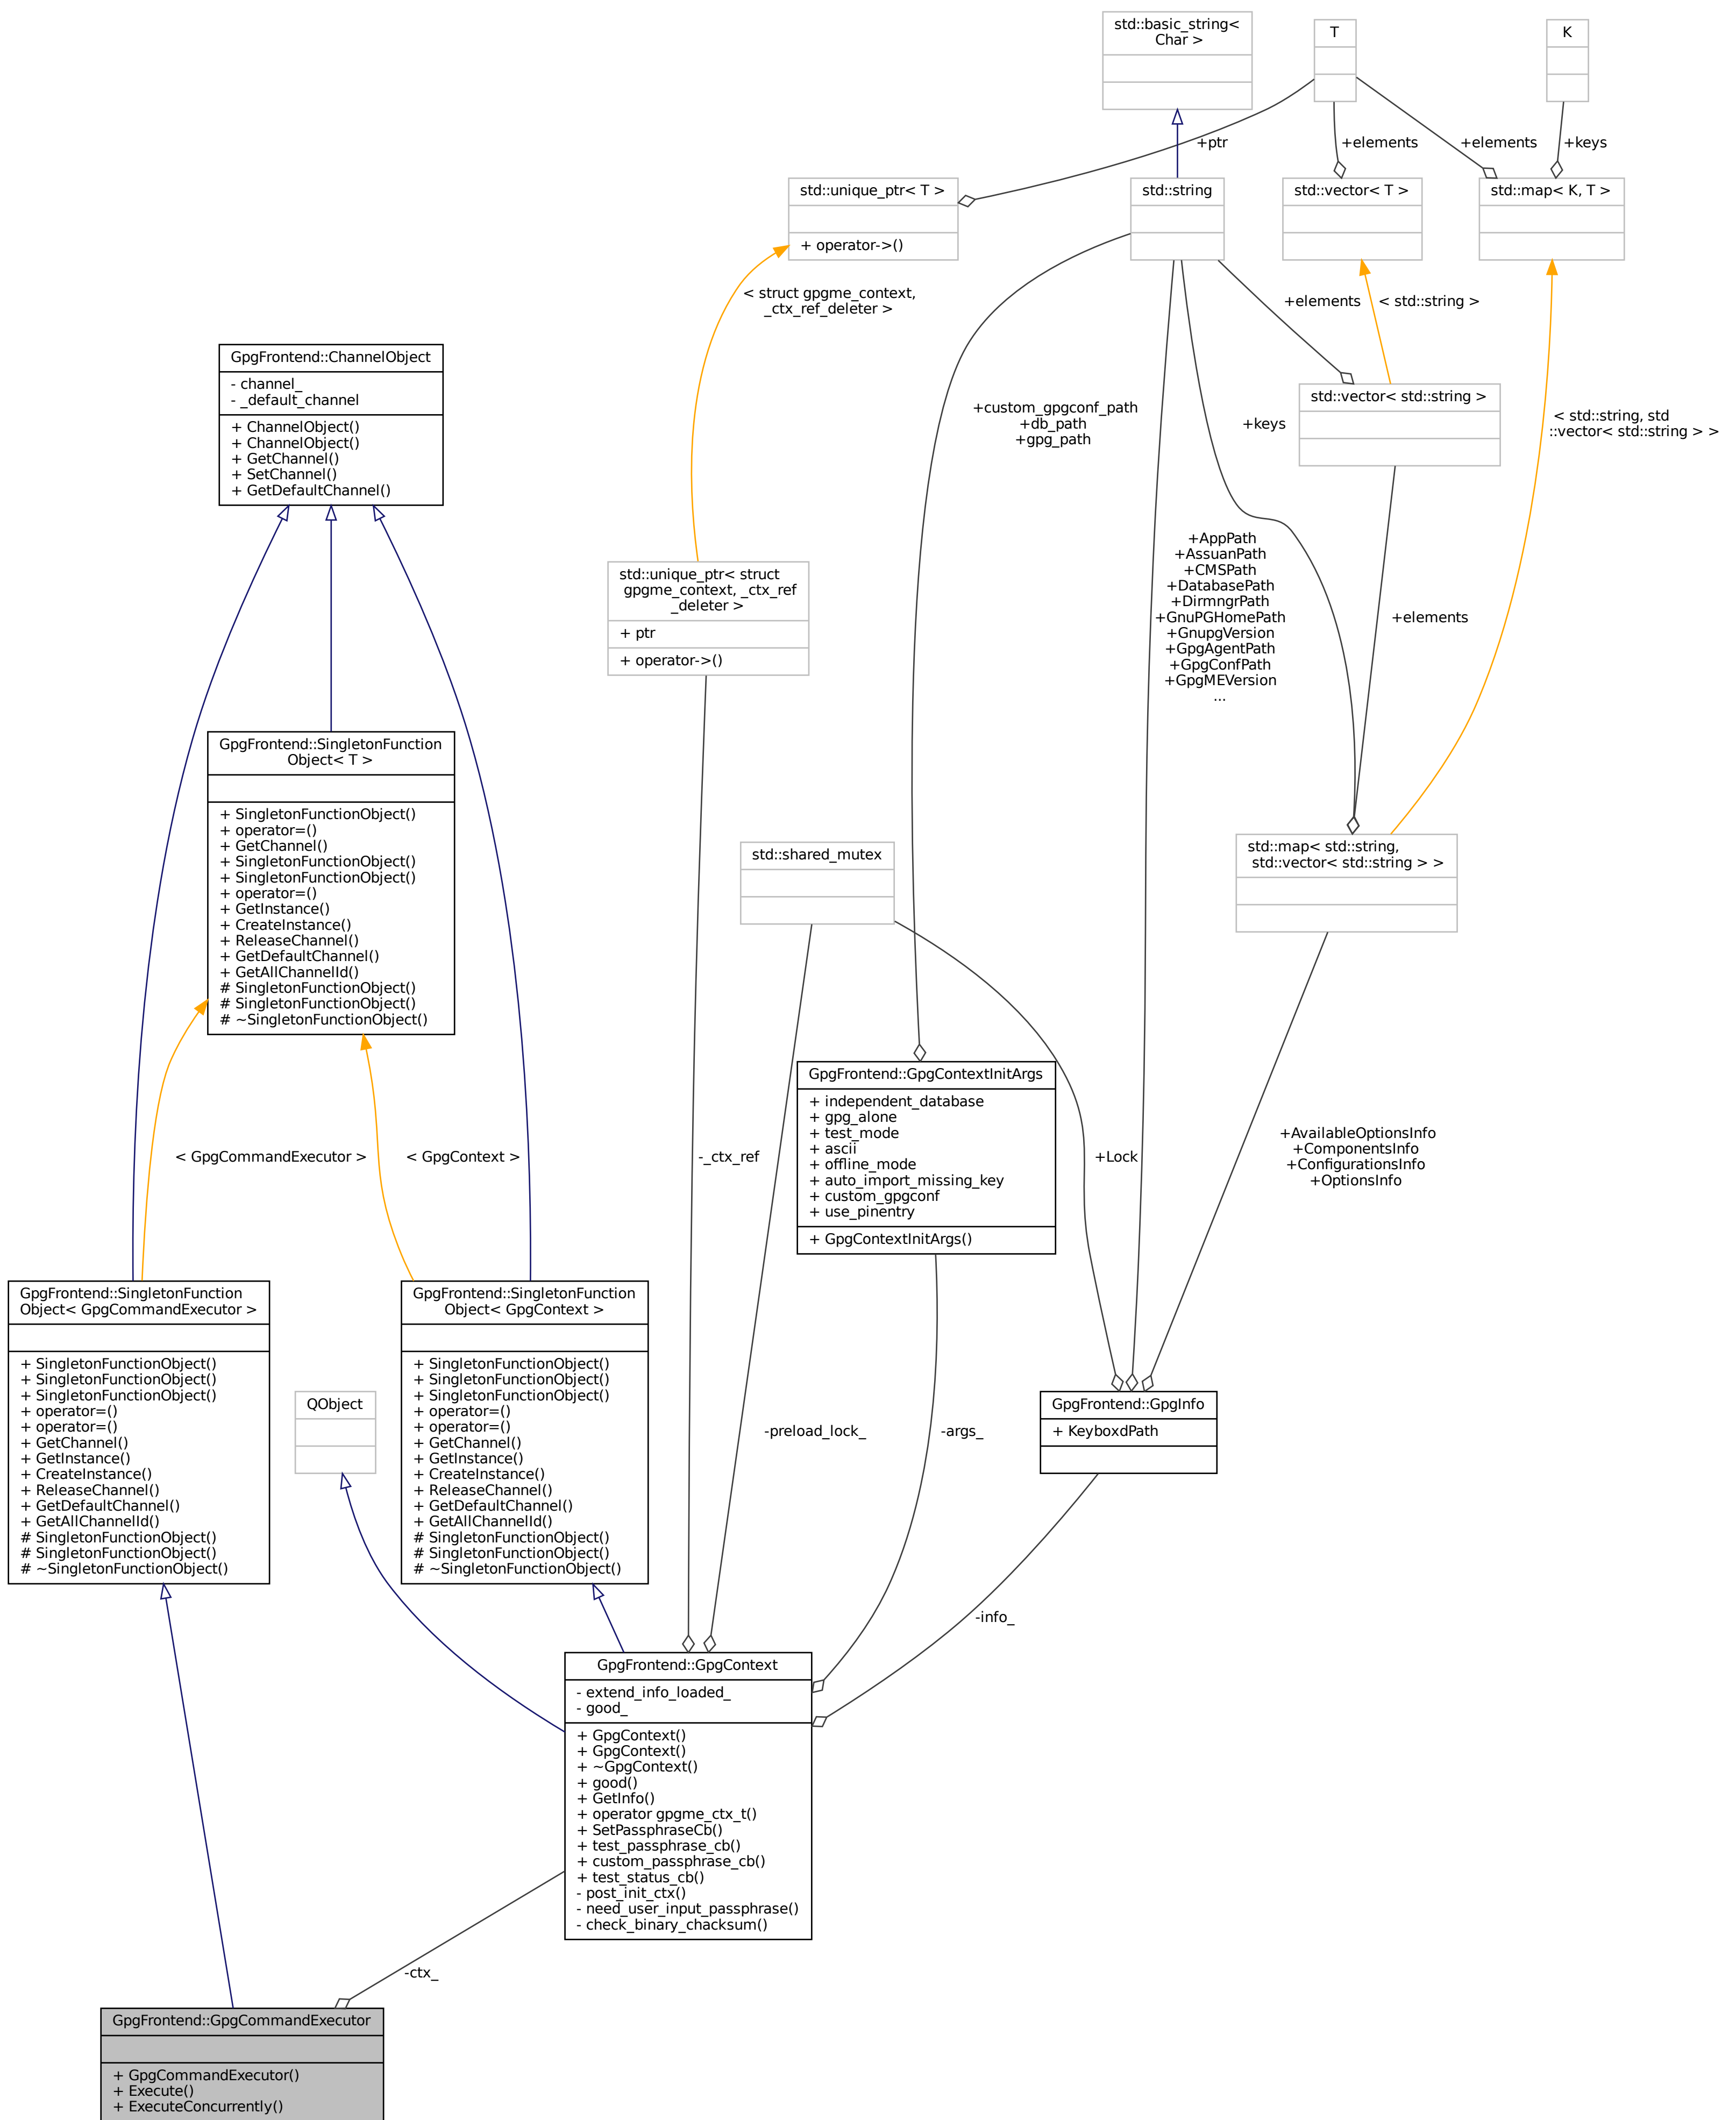 std::basic_string<
Char >
T
K
+ptr
+elements
+elements
+keys
std::unique_ptr< T >
+ operator->()
std::string
std::vector< T >
std::map< K, T >
< struct gpgme_context,
_ctx_ref_deleter >
+elements
< std::string >
GpgFrontend::ChannelObject
- channel_
- _default_channel
+ ChannelObject()
+ ChannelObject()
+ GetChannel()
+ SetChannel()
+ GetDefaultChannel()
+custom_gpgconf_path
+db_path
+gpg_path
+keys
std::vector< std::string >
< std::string, std
::vector< std::string > >
std::unique_ptr< struct
gpgme_context, _ctx_ref
_deleter >
+ ptr
+ operator->()
+AppPath
+AssuanPath
+CMSPath
+DatabasePath
+DirmngrPath
+GnuPGHomePath
+GnupgVersion
+GpgAgentPath
+GpgConfPath
+GpgMEVersion
...
+elements
GpgFrontend::SingletonFunction
Object< T >
+ SingletonFunctionObject()
+ operator=()
+ GetChannel()
+ SingletonFunctionObject()
+ SingletonFunctionObject()
+ operator=()
+ GetInstance()
+ CreateInstance()
+ ReleaseChannel()
+ GetDefaultChannel()
+ GetAllChannelId()
# SingletonFunctionObject()
# SingletonFunctionObject()
# ~SingletonFunctionObject()
std::shared_mutex
std::map< std::string,
std::vector< std::string > >
GpgFrontend::GpgContextInitArgs
+ independent_database
+ gpg_alone
+ test_mode
+ ascii
+ offline_mode
+ auto_import_missing_key
+ custom_gpgconf
+ use_pinentry
+ GpgContextInitArgs()
< GpgCommandExecutor >
< GpgContext >
-_ctx_ref
+Lock
+AvailableOptionsInfo
+ComponentsInfo
+ConfigurationsInfo
+OptionsInfo
GpgFrontend::SingletonFunction
Object< GpgCommandExecutor >
+ SingletonFunctionObject()
+ SingletonFunctionObject()
+ SingletonFunctionObject()
+ operator=()
+ operator=()
+ GetChannel()
+ GetInstance()
+ CreateInstance()
+ ReleaseChannel()
+ GetDefaultChannel()
+ GetAllChannelId()
# SingletonFunctionObject()
# SingletonFunctionObject()
# ~SingletonFunctionObject()
QObject
GpgFrontend::SingletonFunction
Object< GpgContext >
+ SingletonFunctionObject()
+ SingletonFunctionObject()
+ SingletonFunctionObject()
+ operator=()
+ operator=()
+ GetChannel()
+ GetInstance()
+ CreateInstance()
+ ReleaseChannel()
+ GetDefaultChannel()
+ GetAllChannelId()
# SingletonFunctionObject()
# SingletonFunctionObject()
# ~SingletonFunctionObject()
-preload_lock_
-args_
GpgFrontend::GpgInfo
+ KeyboxdPath
-info_
GpgFrontend::GpgContext
- extend_info_loaded_
- good_
+ GpgContext()
+ GpgContext()
+ ~GpgContext()
+ good()
+ GetInfo()
+ operator gpgme_ctx_t()
+ SetPassphraseCb()
+ test_passphrase_cb()
+ custom_passphrase_cb()
+ test_status_cb()
- post_init_ctx()
- need_user_input_passphrase()
- check_binary_chacksum()
-ctx_
GpgFrontend::GpgCommandExecutor
+ GpgCommandExecutor()
+ Execute()
+ ExecuteConcurrently()